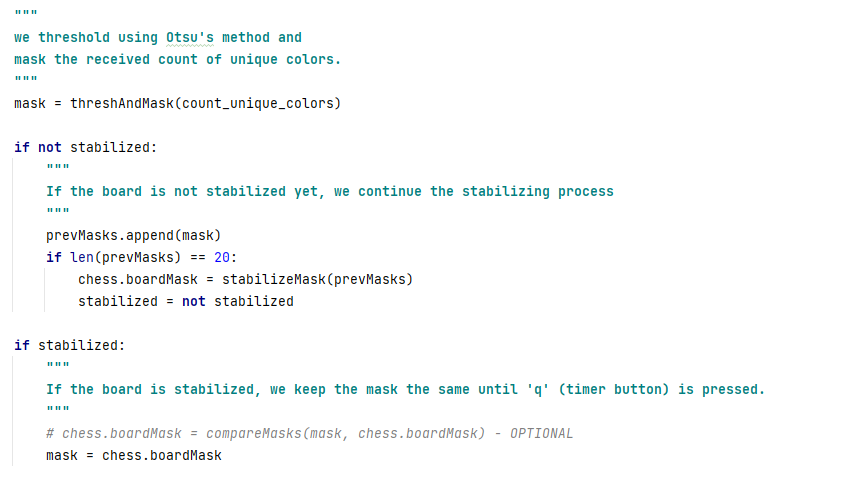 """
we threshold using Otsu's method and
mask the received count of unique colors.
"""
mask = threshAndMask(count_unique_colors)
if not stabilized:
"""
If the board is not stabilized yet, we continue the stabilizing process
"""
prevMasks.append(mask)
if len(prevMasks) == 20:
chess.boardMask = stabilizeMask(prevMasks)
stabilized = not stabilized
if stabilized:
"""
If the board is stabilized, we keep the mask the same until 'q' (timer button) is pressed.
"""
# chess.boardMask = compareMasks(mask, chess.boardMask) - OPTIONAL
mask = chess.boardMask